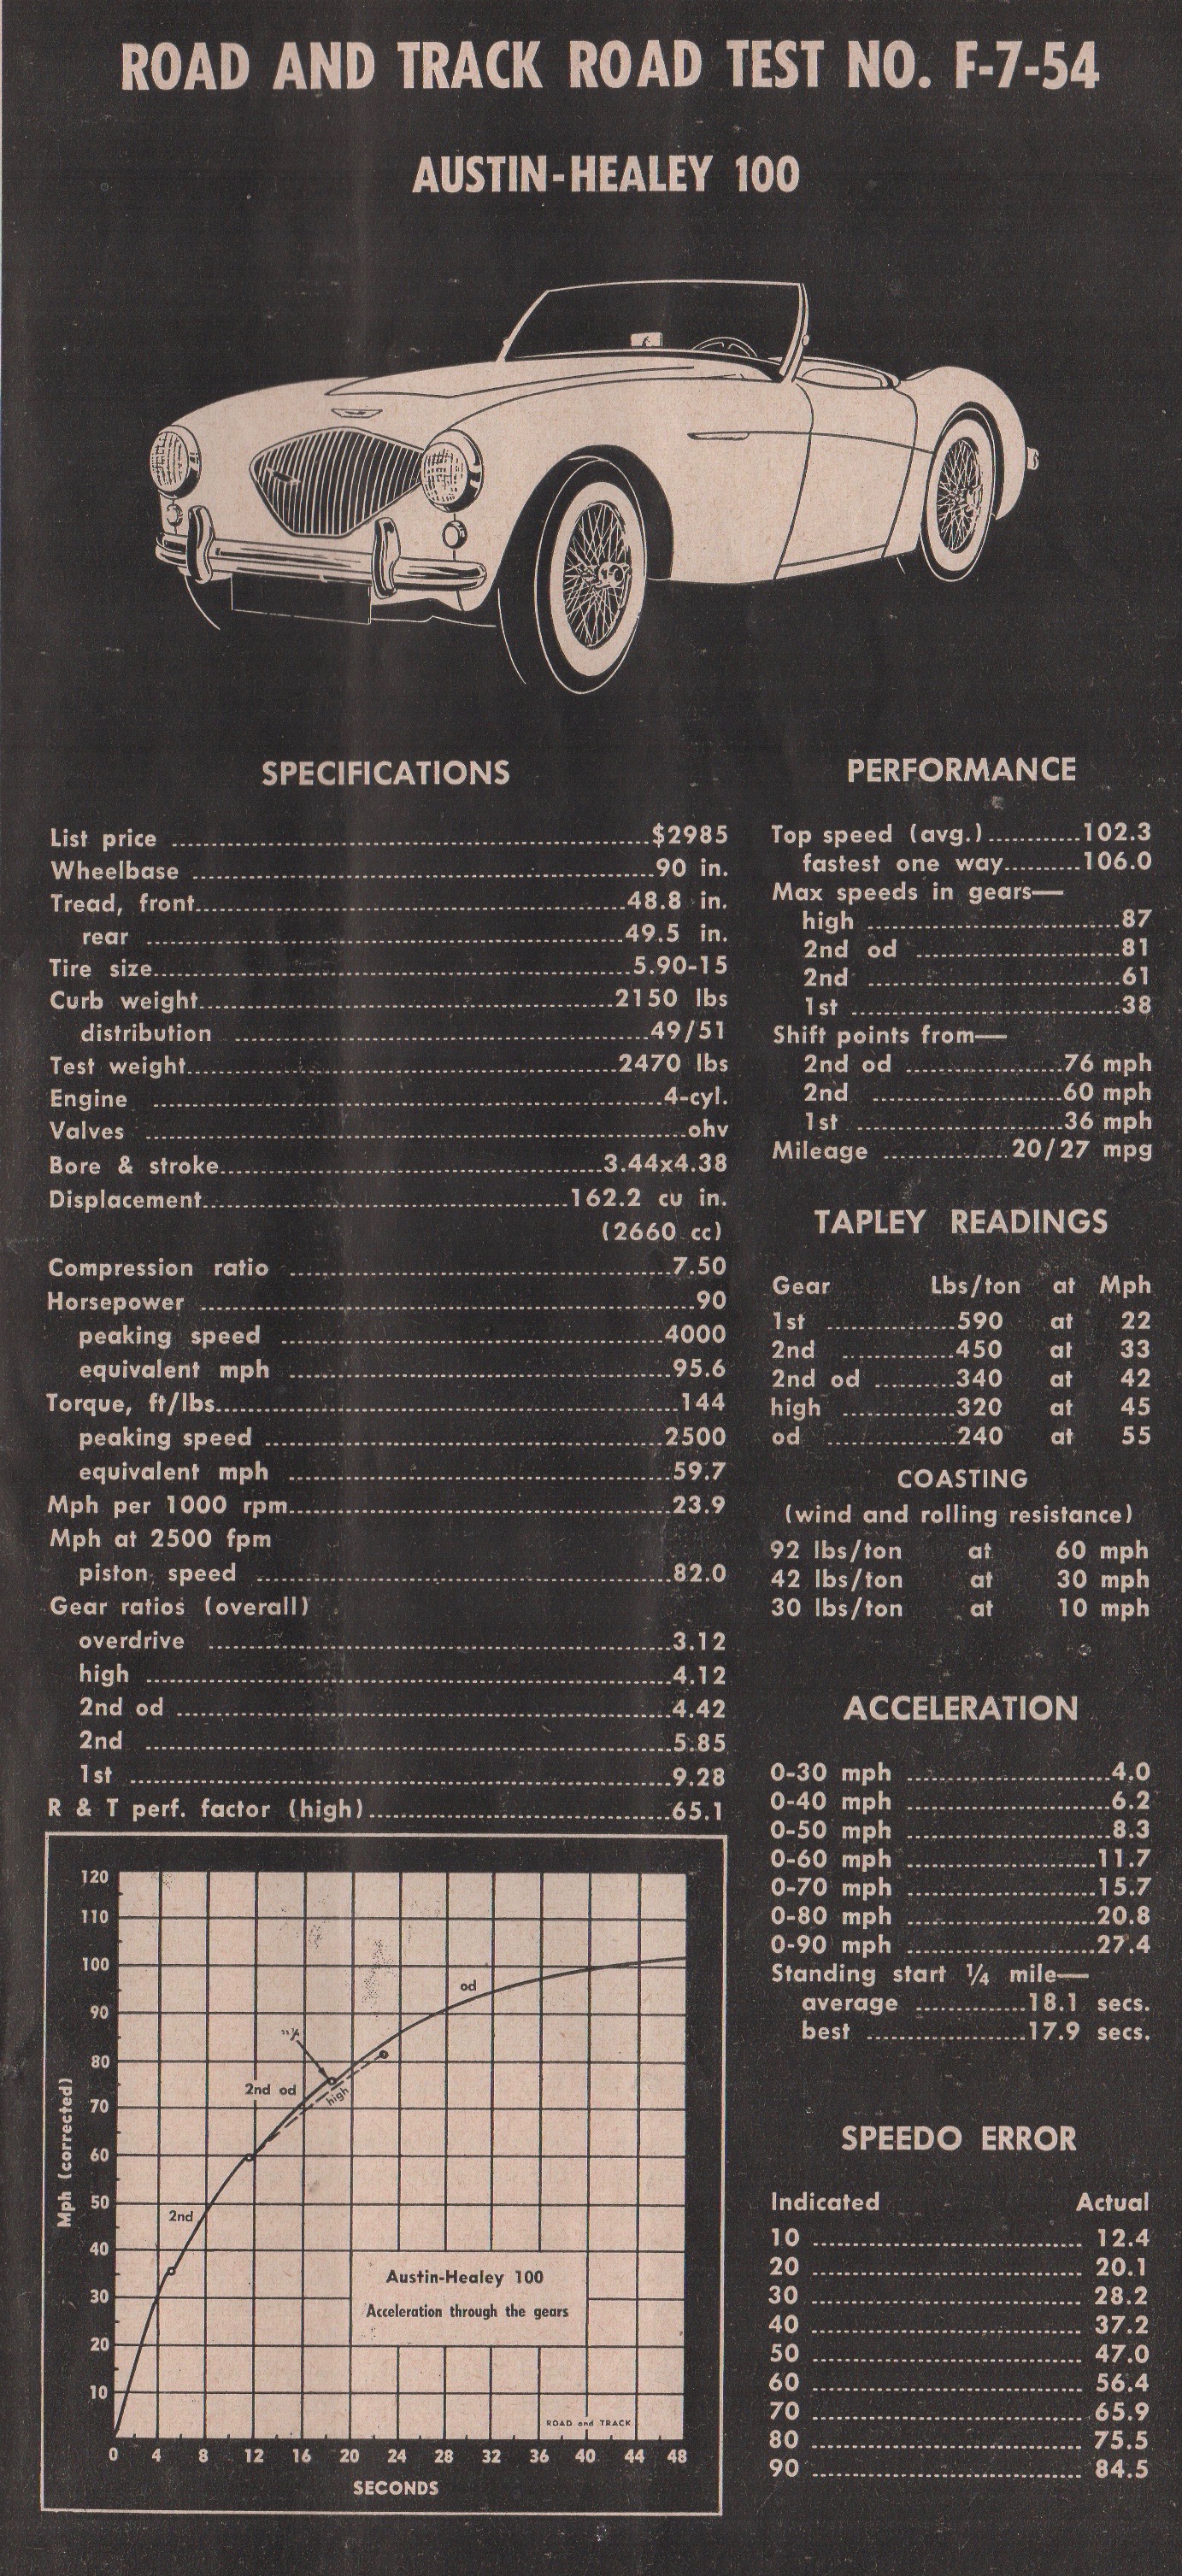 ROAD AND TRACK ROAD TEST NO. F-7-54
AUSTIN-HEALEY 100
SPECIFICATIONS
List price ........ $2985
Wheelbase ........ 90 in.
Tread, front ........ 48.8 in.
rear ........ 49.5 in.
Tire size ........ 5.90-15
Curb weight ........ 2150 lbs
distribution ........ 49/51
Test weight ........ 2470 lbs
Engine ........ 4-cyl.
Valves ........ ohv
Bore & stroke ........ 3.44x4.38
Displacement ........ 162.2 cu in.
(2660 cc)
Compression ratio ........ 7.50
Horsepower ........ 90
peaking speed ........ 4000
equivalent mph ........ 95.6
Torque, ft/lbs ........ 144
peaking speed ........ 2500
equivalent mph ........ 59.7
Mph per 1000 rpm ........ 23.9
Mph at 2500 fpm
piston speed ........ 82.0
Gear ratios (overall)
overdrive ........ 3.12
high ........ 4.12
2nd od ........ 4.42
2nd ........ 5.85
1st ........ 9.28
R & T perf. factor (high) ........ 65.1
PERFORMANCE
Top speed (avg.) ........ 102.3
fastest one way ........ 106.0
Max speeds in gears—
high ........ 87
2nd od ........ 81
2nd ........ 61
1st ........ 38
Shift points from—
2nd od ........ 76 mph
2nd ........ 60 mph
1st ........ 36 mph
Mileage ........ 20/27 mpg
TAPLEY READINGS
Gear Lbs/ton at Mph
1st ........ 590 at 22
2nd ........ 450 at 33
2nd od ........ 340 at 42
high ........ 320 at 45
od ........ 240 at 55
COASTING
(wind and rolling resistance)
92 lbs/ton at 60 mph
42 lbs/ton at 30 mph
30 lbs/ton at 10 mph
ACCELERATION
0-30 mph ........ 4.0
0-40 mph ........ 6.2
0-50 mph ........ 8.3
0-60 mph ........ 11.7
0-70 mph ........ 15.7
0-80 mph ........ 20.8
0-90 mph ........ 27.4
Standing start ¼ mile—
average ........ 18.1 secs.
best ........ 17.9 secs.
SPEEDO ERROR
Indicated Actual
10 ........ 12.4
20 ........ 20.1
30 ........ 28.2
40 ........ 37.2
50 ........ 47.0
60 ........ 56.4
70 ........ 65.9
80 ........ 75.5
90 ........ 84.5
120
110
100
90
80
70
60
50
40
30
20
10
Mph (corrected)
od
2nd od
high
2nd
Austin-Healey 100
Acceleration through the gears
ROAD and TRACK
0 4 8 12 16 20 24 28 32 36 40 44 48
SECONDS